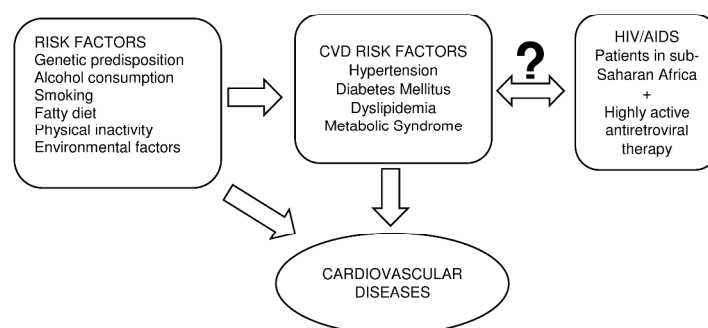 RISK FACTORS
Genetic predisposition
Alcohol consumption
Smoking
Fatty diet
Physical inactivity
Environmental factors
CVD RISK FACTORS
Hypertension
Diabetes Mellitus
Dyslipidemia
Metabolic Syndrome
?
HIV/AIDS
Patients in sub-
Saharan Africa
+
Highly active
antiretroviral
therapy
CARDIOVASCULAR
DISEASES